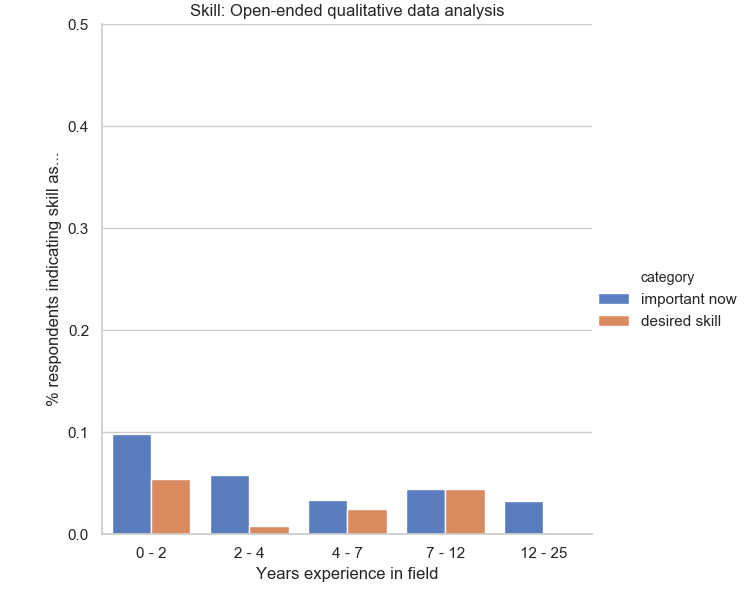 Skill: Open-ended qualitative data analysis
0.5
0.4
0.3
0.2
0.1
0.0
% respondents indicating skill as...
0 - 2
2 - 4
4 - 7
7 - 12
12 - 25
Years experience in field
category
important now
desired skill